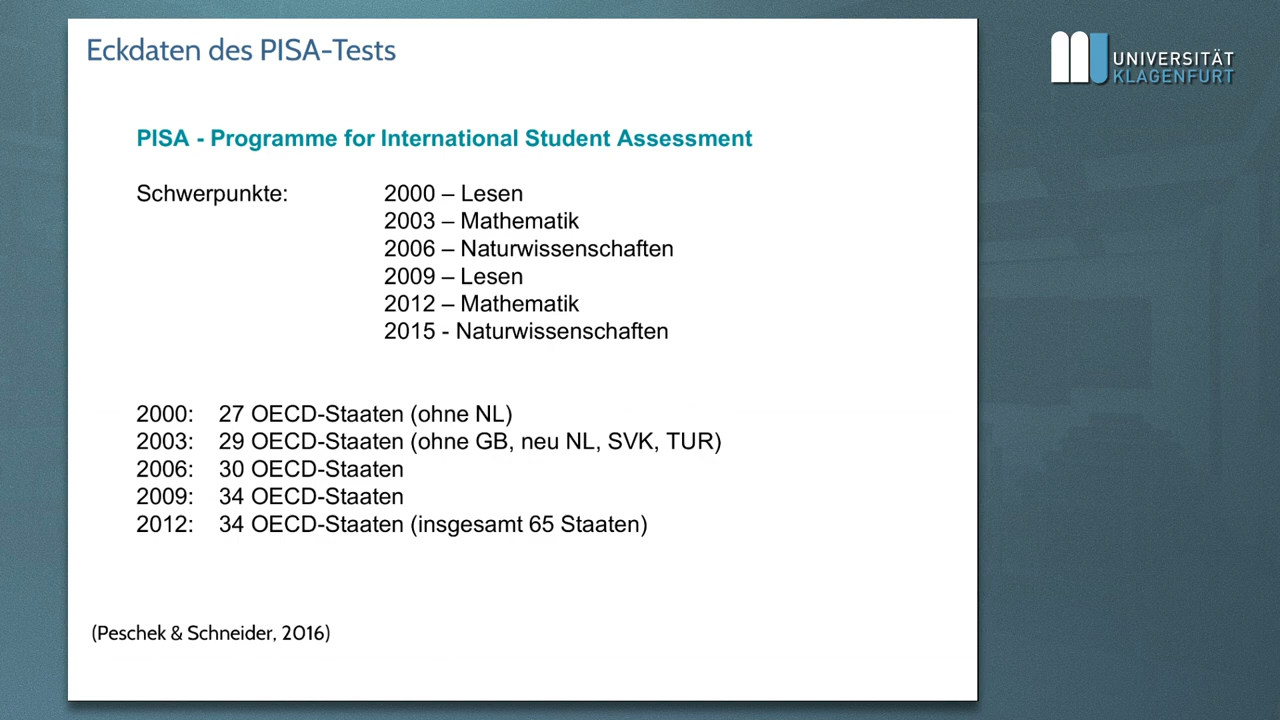 Eckdaten des PISA-Tests
UNIVERSITÄT
KLAGENFURT
PISA - Programme for International Student Assessment
Schwerpunkte: 2000 – Lesen
2003 – Mathematik
2006 – Naturwissenschaften
2009 – Lesen
2012 – Mathematik
2015 - Naturwissenschaften
2000: 27 OECD-Staaten (ohne NL)
2003: 29 OECD-Staaten (ohne GB, neu NL, SVK, TUR)
2006: 30 OECD-Staaten
2009: 34 OECD-Staaten
2012: 34 OECD-Staaten (insgesamt 65 Staaten)
(Peschek & Schneider, 2016)